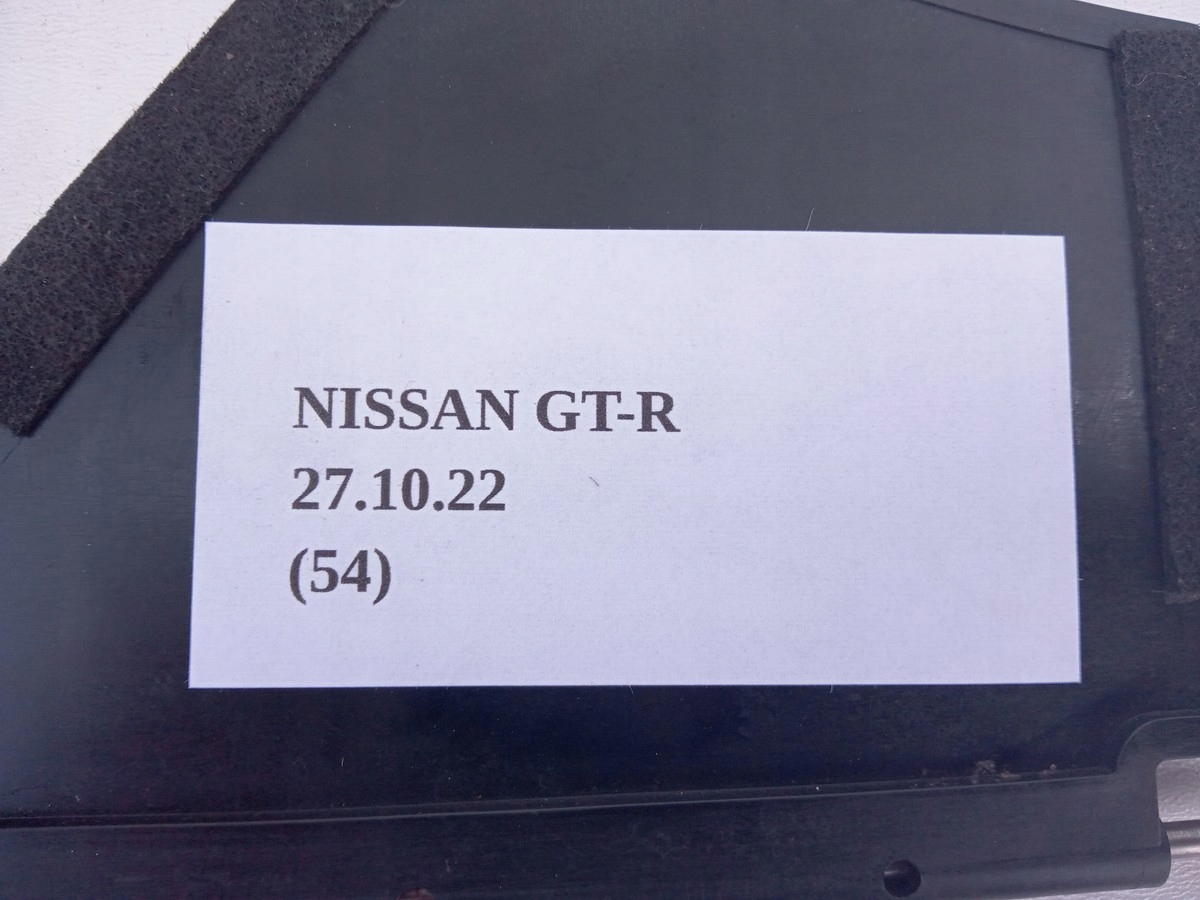 NISSAN GT-R
27.10.22
(54)